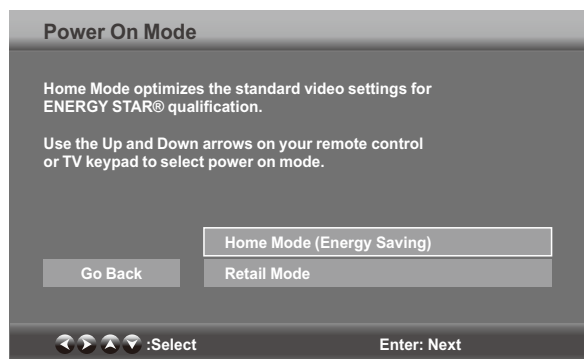 Power On Mode
Home Mode optimizes the standard video settings for
ENERGY STAR® qualification.
Use the Up and Down arrows on your remote control
or TV keypad to select power on mode.
Home Mode (Energy Saving)
Go Back
Retail Mode
:Select
Enter: Next